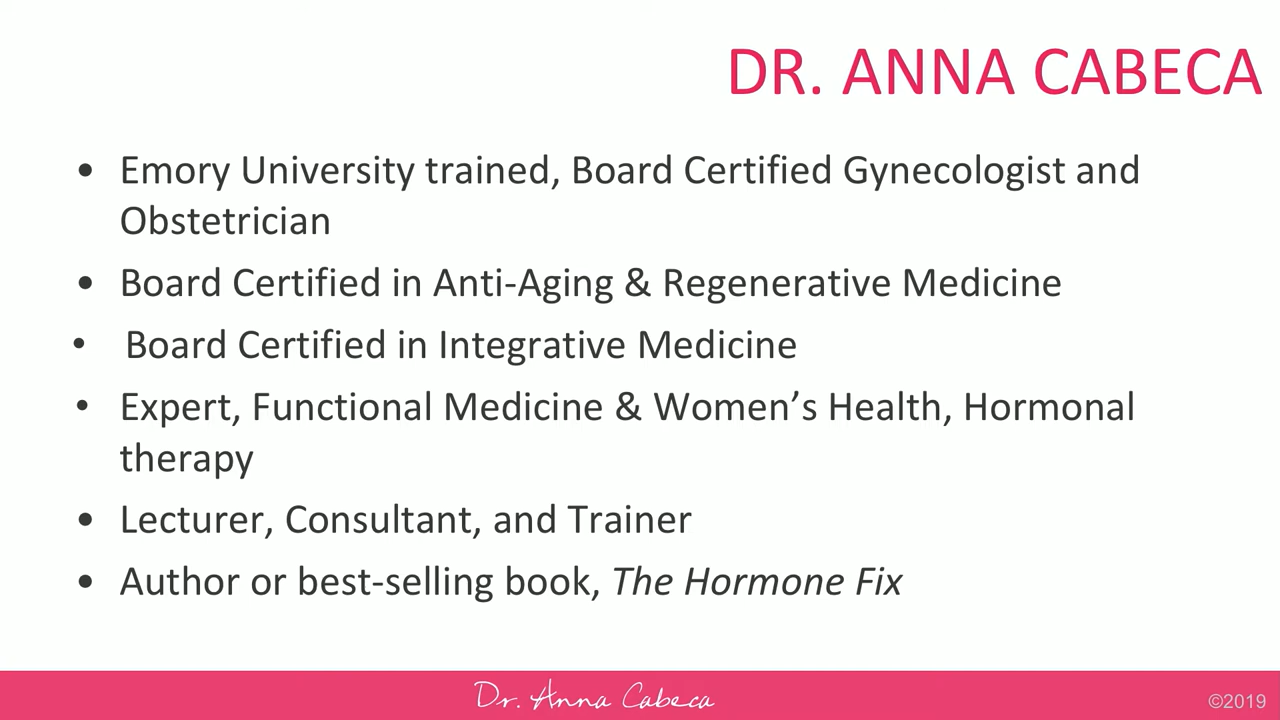 DR. ANNA CABECA
• Emory University trained, Board Certified Gynecologist and
Obstetrician
• Board Certified in Anti-Aging & Regenerative Medicine
• Board Certified in Integrative Medicine
• Expert, Functional Medicine & Women’s Health, Hormonal
therapy
• Lecturer, Consultant, and Trainer
• Author or best-selling book, The Hormone Fix
Dr. Anna Cabeca
©2019